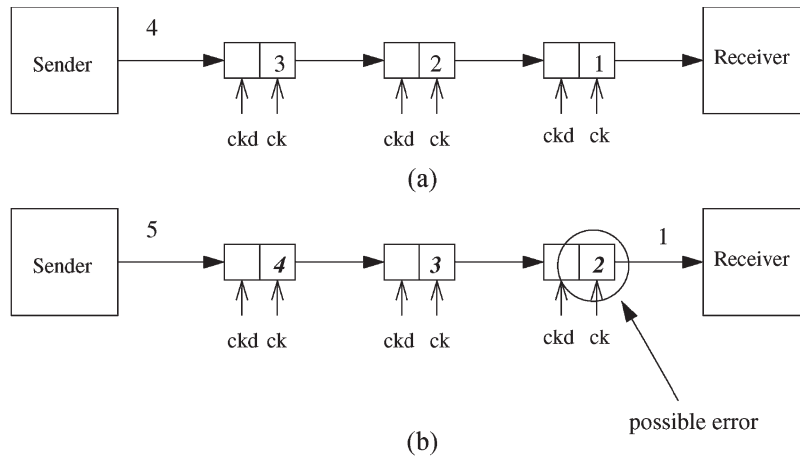 4
Sender 3 2 1 Receiver
ckd ck ckd ck ckd ck
(a)
5 1
Sender 4 3 2 Receiver
ckd ck ckd ck ckd ck
possible error
(b)